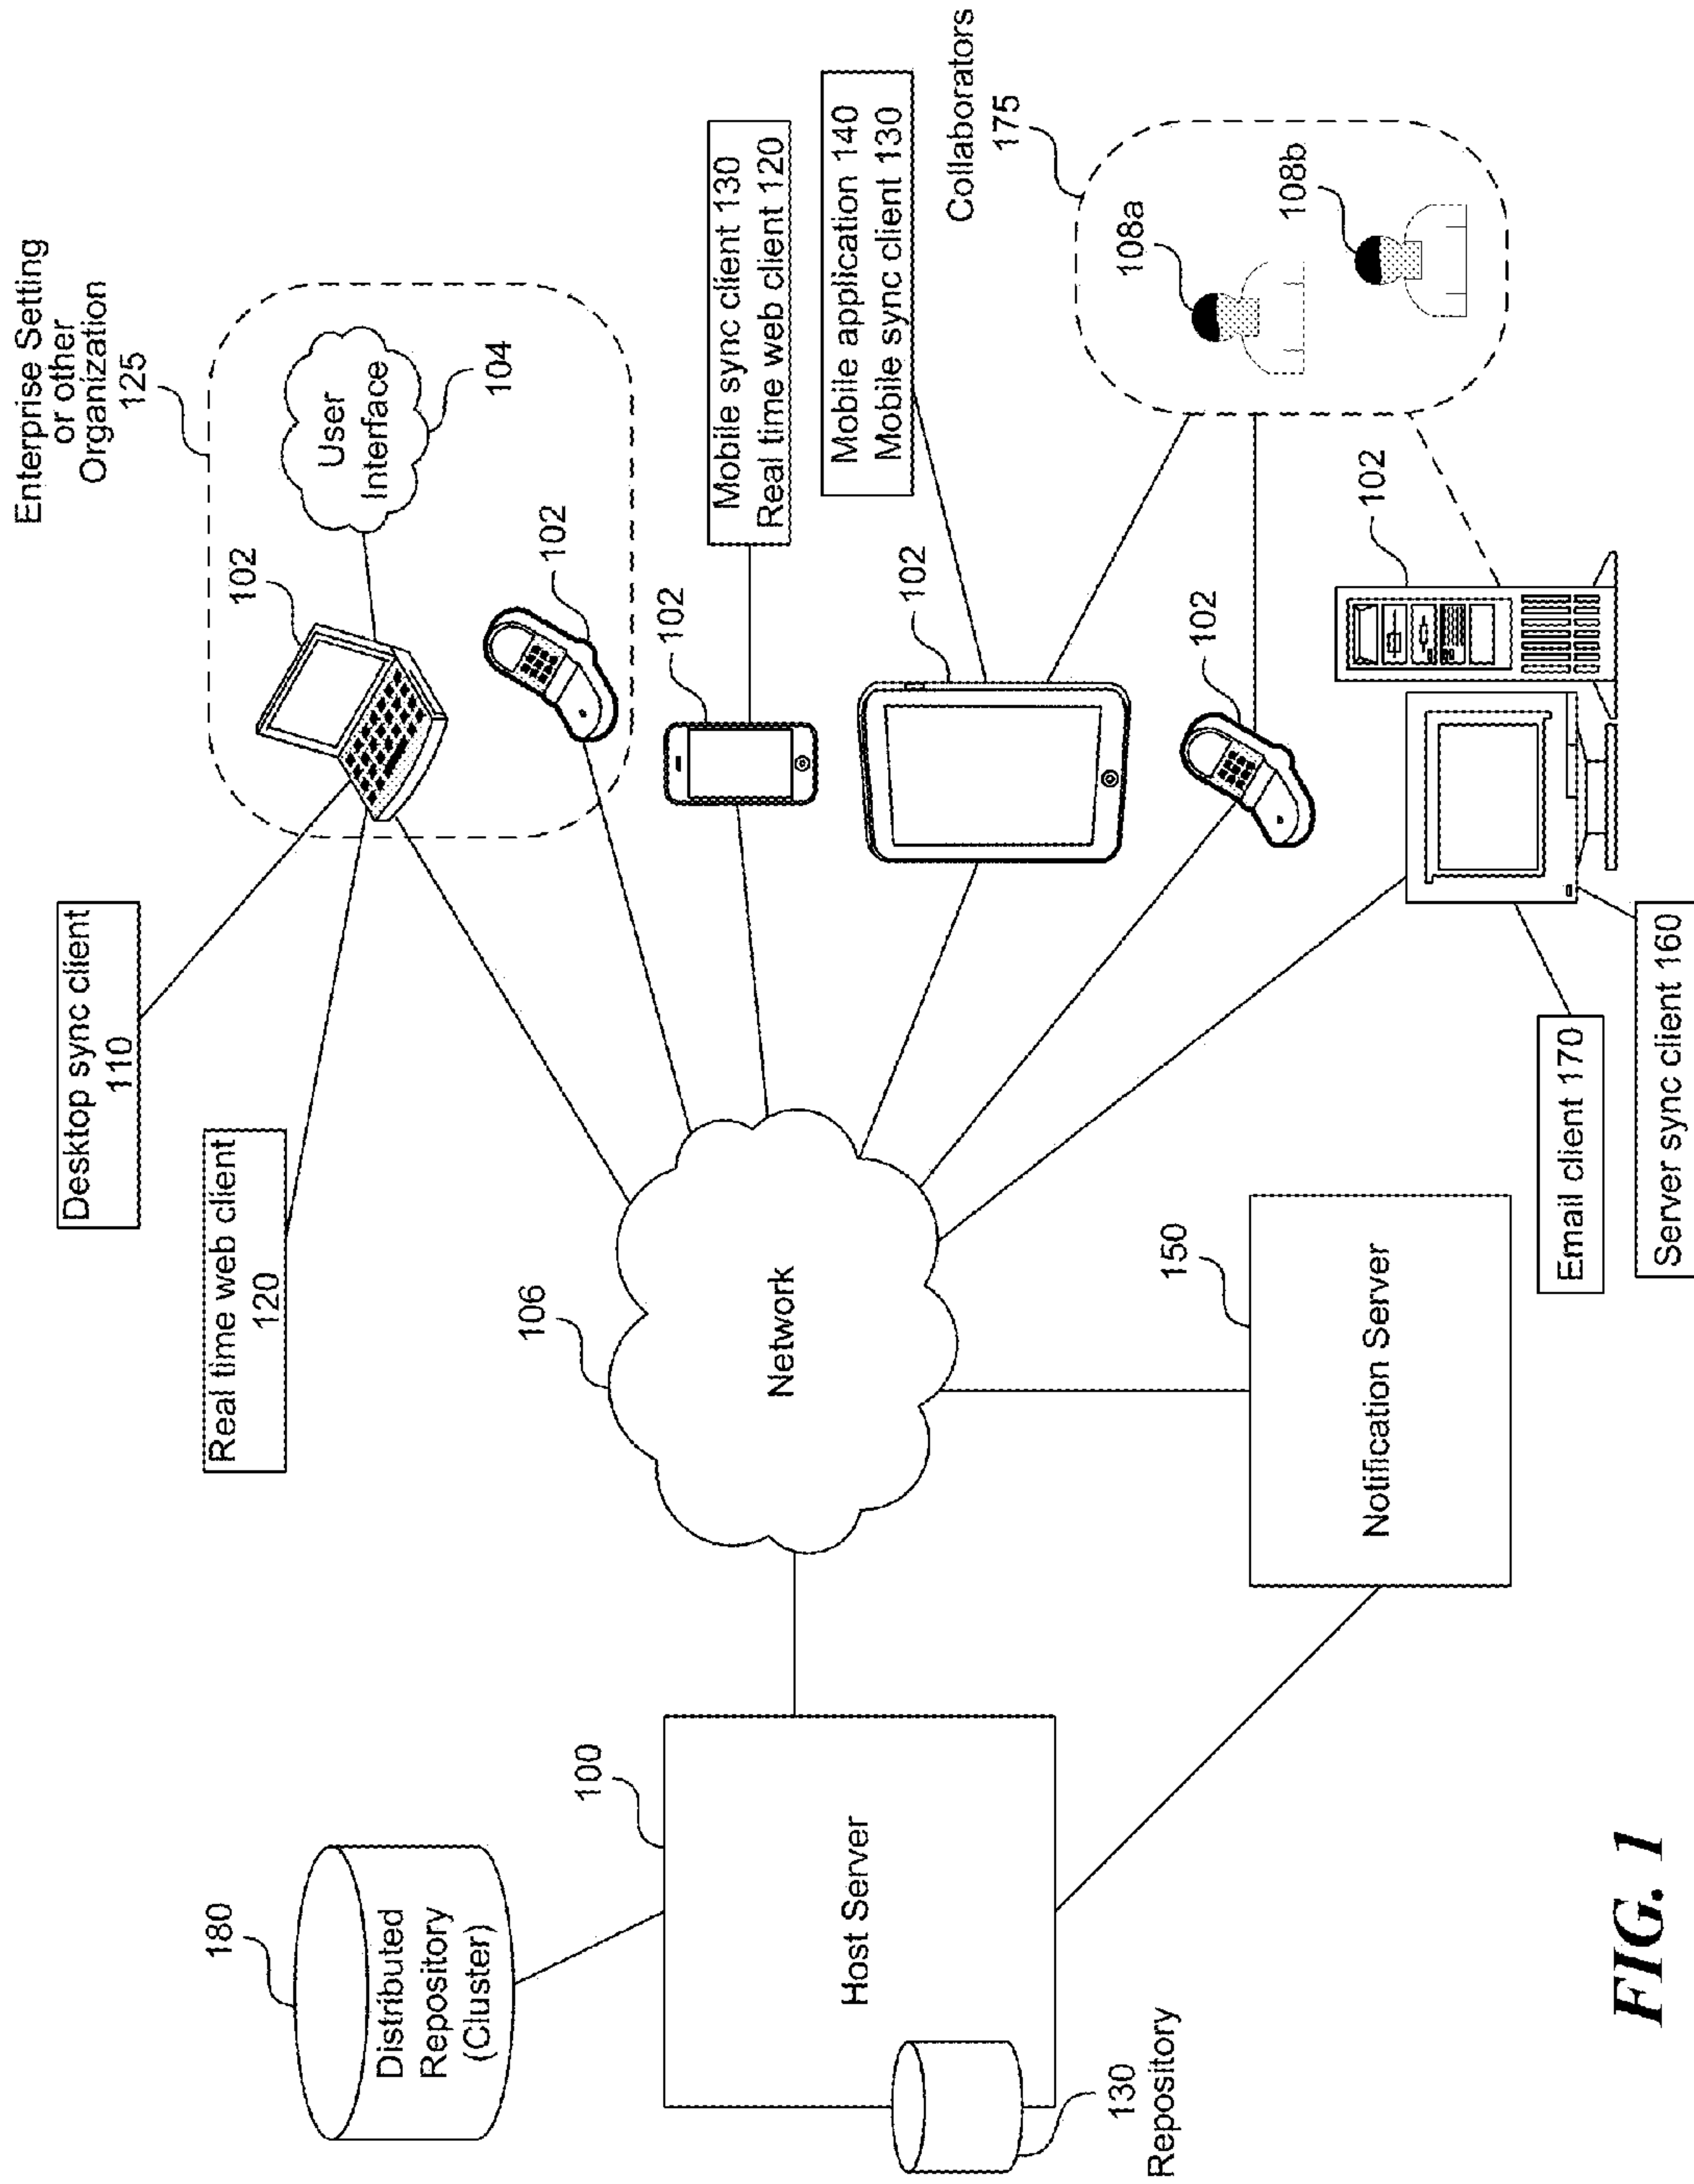 Enterprise Setting
or other
Organization
125
Desktop sync client
110
Real time web client
120
102
User
Interface
104
102
102
Mobile sync client 130
Real time web client 120
102
Mobile application 140
Mobile sync client 130
Collaborators
175
108a
108b
102
102
106
Network
180
Distributed
Repository
(Cluster)
100
Host Server
130
Repository
150
Notification Server
Email client 170
Server sync client 160
FIG. 1